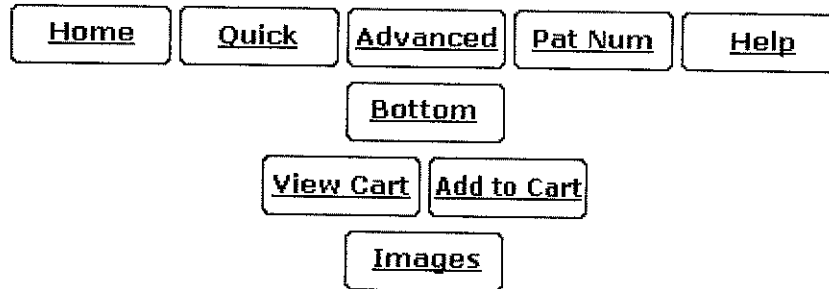 Home Quick Advanced Pat Num Help
Bottom
View Cart Add to Cart
Images